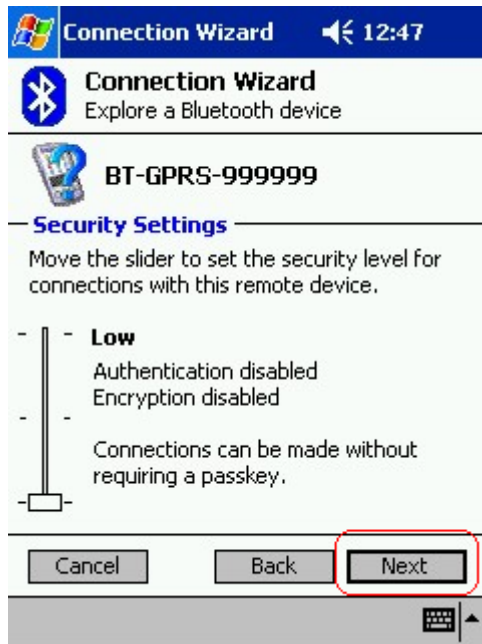 Connection Wizard 12:47
Connection Wizard
Explore a Bluetooth device
BT-GPRS-999999
Security Settings
Move the slider to set the security level for
connections with this remote device.
Low
Authentication disabled
Encryption disabled
Connections can be made without
requiring a passkey.
Cancel Back Next